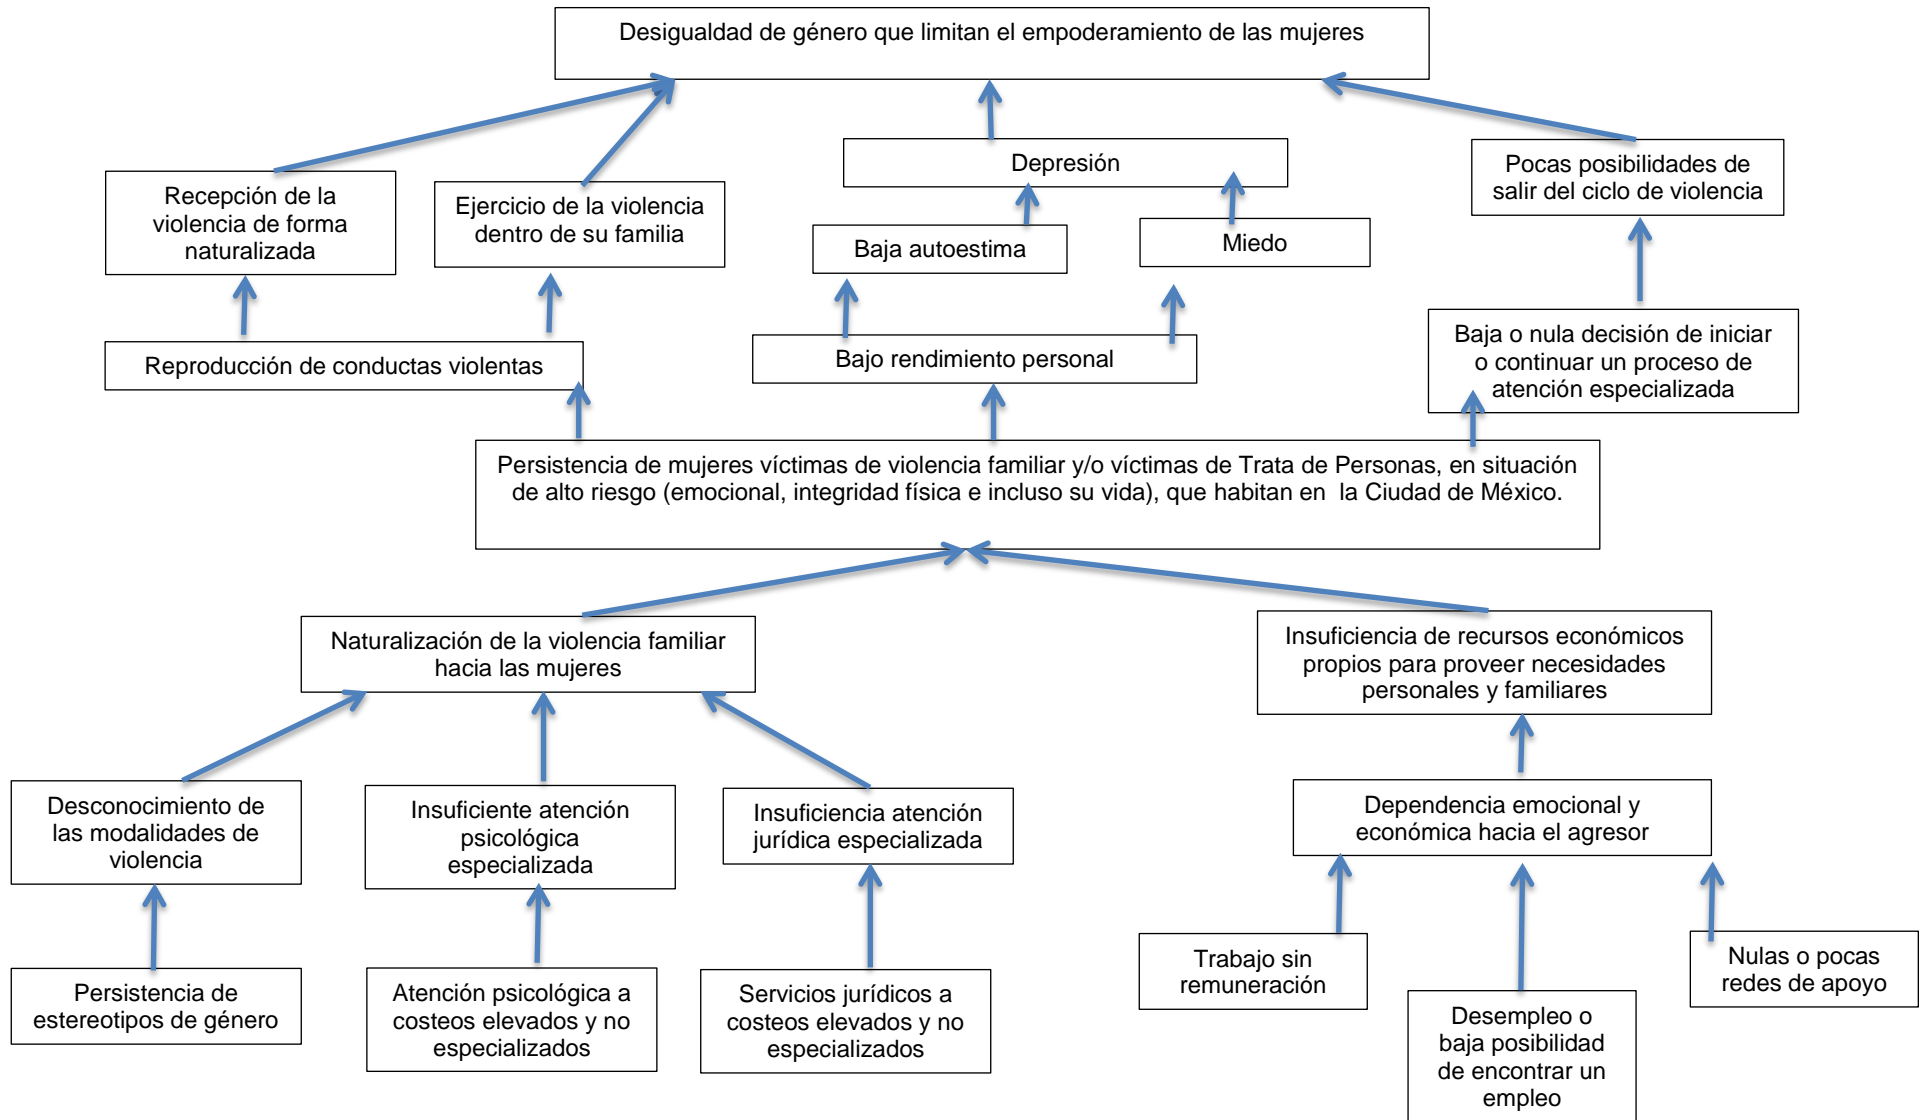 Desigualdad de género que limitan el empoderamiento de las mujeres
Recepción de la
violencia de forma
naturalizada
Ejercicio de la violencia
dentro de su familia
Depresión
Pocas posibilidades de
salir del ciclo de violencia
Baja autoestima
Miedo
Reproducción de conductas violentas
Bajo rendimiento personal
Baja o nula decisión de iniciar
o continuar un proceso de
atención especializada
Persistencia de mujeres víctimas de violencia familiar y/o víctimas de Trata de Personas, en situación
de alto riesgo (emocional, integridad física e incluso su vida), que habitan en la Ciudad de México.
Naturalización de la violencia familiar
hacia las mujeres
Insuficiencia de recursos económicos
propios para proveer necesidades
personales y familiares
Desconocimiento de
las modalidades de
violencia
Insuficiente atención
psicológica
especializada
Insuficiencia atención
jurídica especializada
Dependencia emocional y
económica hacia el agresor
Persistencia de
estereotipos de género
Atención psicológica a
costeos elevados y no
especializados
Servicios jurídicos a
costeos elevados y no
especializados
Trabajo sin
remuneración
Desempleo o
baja posibilidad
de encontrar un
empleo
Nulas o pocas
redes de apoyo